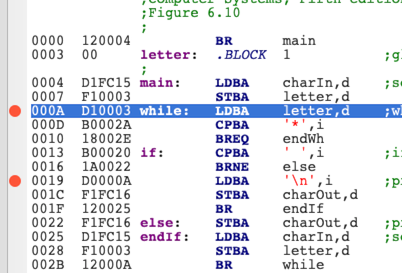 ;Computer Systems, Fifth edition
;Figure 6.10
;
0000 120004 BR main
0003 00 letter: .BLOCK 1 ;g
;
0004 D1FC15 main: LDBA charIn,d ;s
0007 F10003 STBA letter,d
000A D10003 while: LDBA letter,d ;w
000D B0002A CPBA '*',i
0010 18002E BREQ endWh
0013 B00020 if: CPBA ' ',i ;i
0016 1A0022 BRNE else
0019 D0000A LDBA '\n',i ;p
001C F1FC16 STBA charOut,d
001F 120025 BR endIf
0022 F1FC16 else: STBA charOut,d ;p
0025 D1FC15 endIf: LDBA charIn,d ;s
0028 F10003 STBA letter,d
002B 12000A BR while